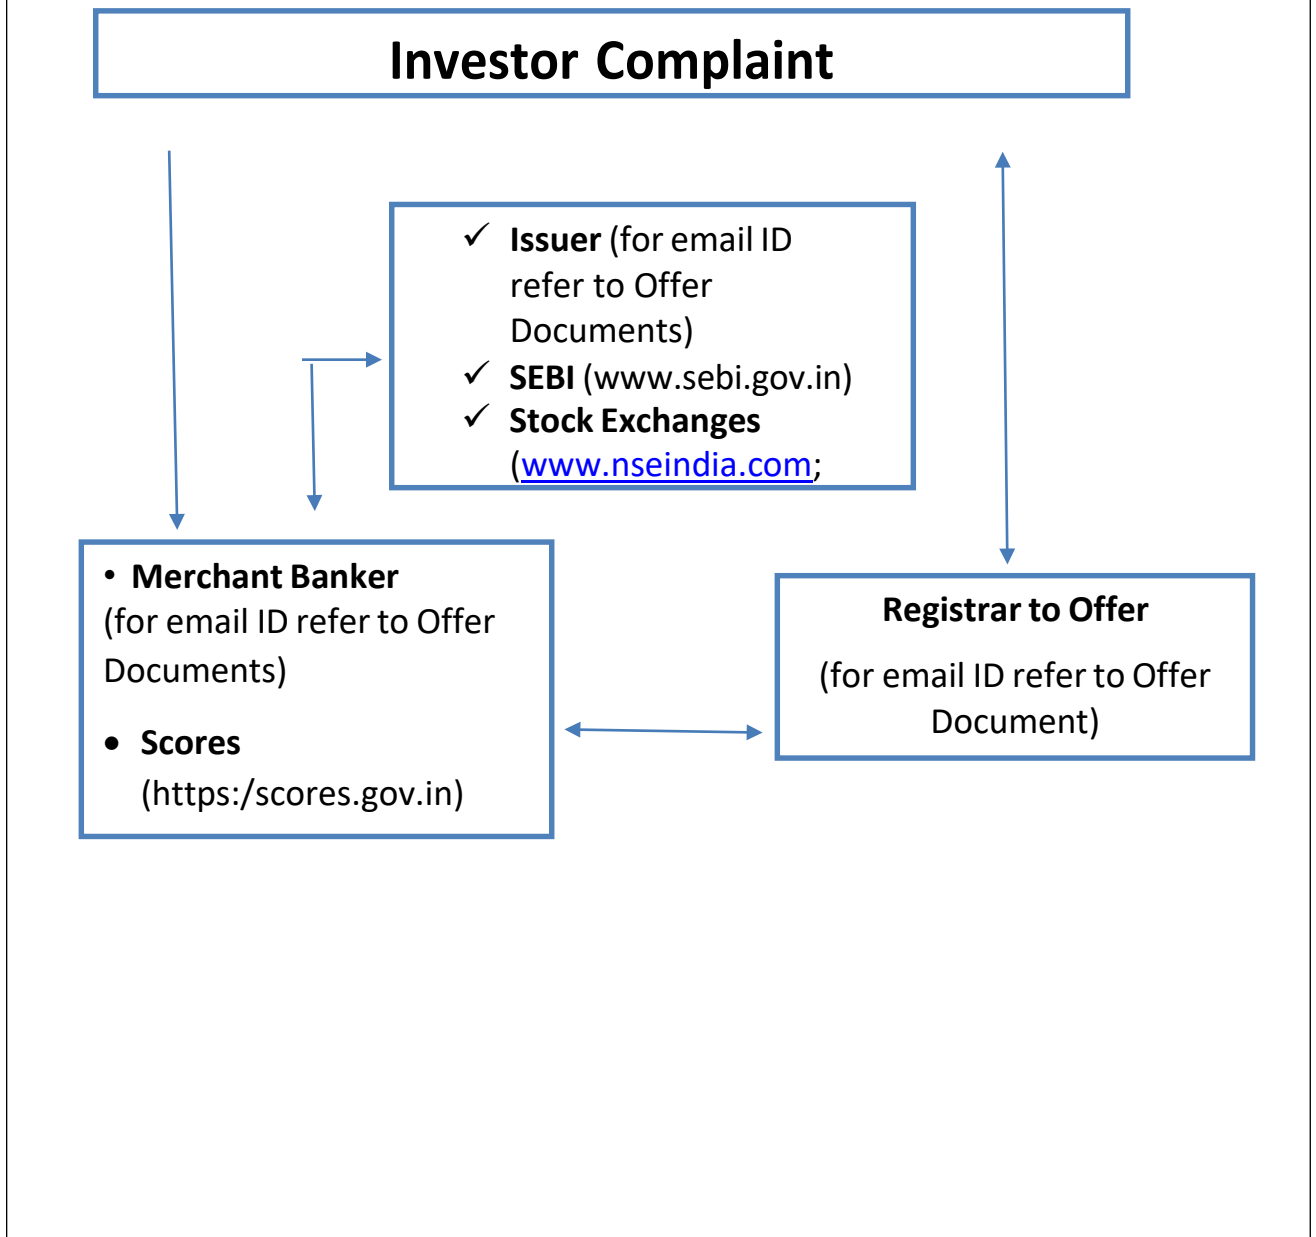 Investor Complaint
✓ Issuer (for email ID
refer to Offer
Documents)
✓ SEBI (www.sebi.gov.in)
✓ Stock Exchanges
(www.nseindia.com;
• Merchant Banker
(for email ID refer to Offer
Documents)
• Scores
(https:/scores.gov.in)
Registrar to Offer
(for email ID refer to Offer
Document)